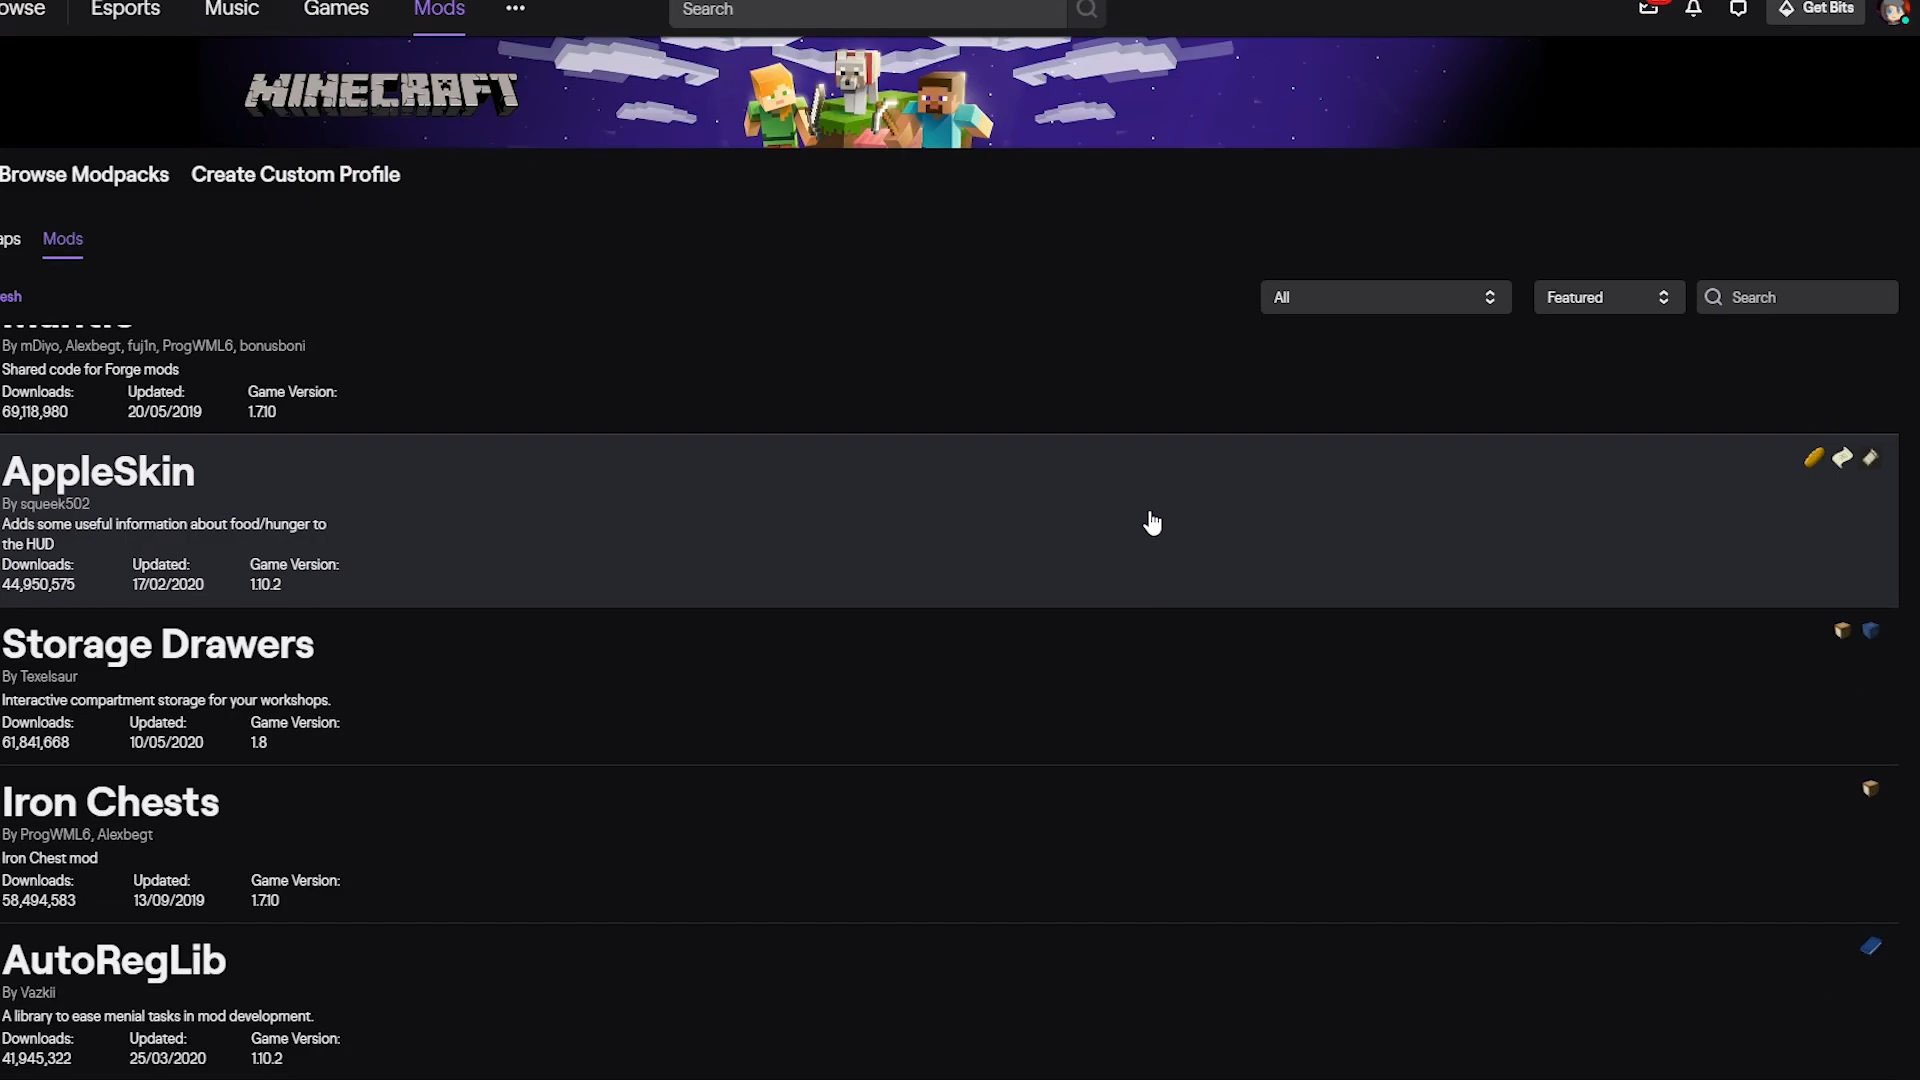 owse Esports Music Games Mods ••• Search Get Bits
MINECRAFT
Browse Modpacks Create Custom Profile
aps Mods
esh All Featured Search
By mDiyo, Alexbegt, fuj1n, ProgWML6, bonusboni
Shared code for Forge mods
Downloads: Updated: Game Version:
69,118,980 20/05/2019 1.7.10
AppleSkin
By squeek502
Adds some useful information about food/hunger to
the HUD
Downloads: Updated: Game Version:
44,950,575 17/02/2020 1.10.2
Storage Drawers
By Texelsaur
Interactive compartment storage for your workshops.
Downloads: Updated: Game Version:
61,841,668 10/05/2020 1.8
Iron Chests
By ProgWML6, Alexbegt
Iron Chest mod
Downloads: Updated: Game Version:
58,494,583 13/09/2019 1.7.10
AutoRegLib
By Vazkii
A library to ease menial tasks in mod development.
Downloads: Updated: Game Version:
41,945,322 25/03/2020 1.10.2